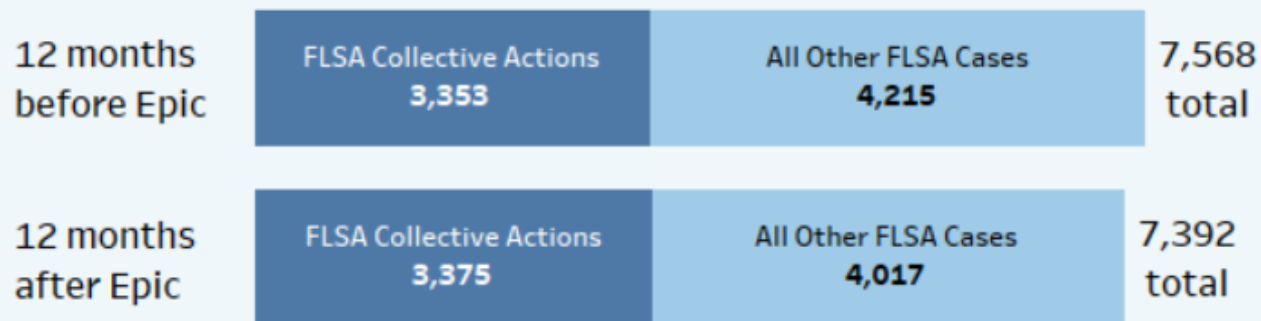 12 months
before Epic
FLSA Collective Actions
3,353
All Other FLSA Cases
4,215
7,568
total
12 months
after Epic
FLSA Collective Actions
3,375
All Other FLSA Cases
4,017
7,392
total